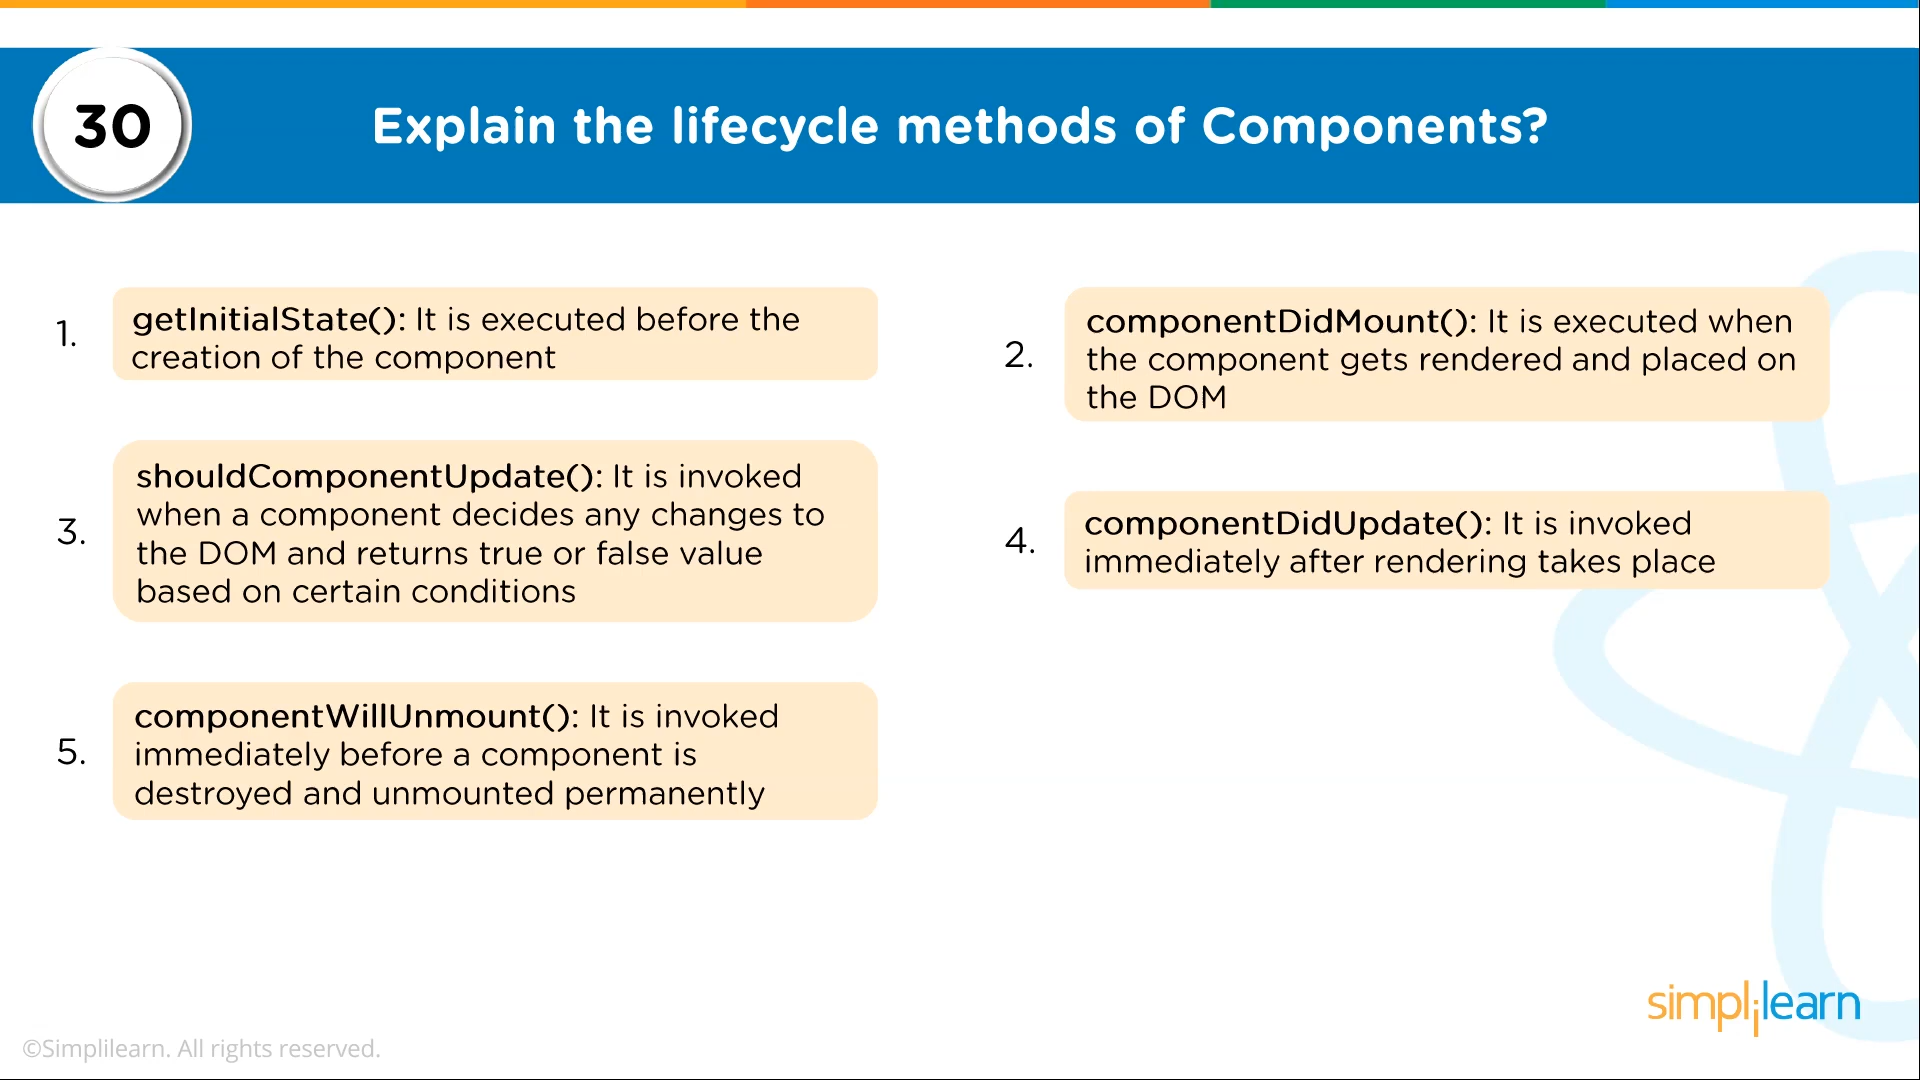 30
Explain the lifecycle methods of Components?
1.
getInitialState(): It is executed before the
creation of the component
2.
componentDidMount(): It is executed when
the component gets rendered and placed on
the DOM
3.
shouldComponentUpdate(): It is invoked
when a component decides any changes to
the DOM and returns true or false value
based on certain conditions
4.
componentDidUpdate(): It is invoked
immediately after rendering takes place
5.
componentWillUnmount(): It is invoked
immediately before a component is
destroyed and unmounted permanently
simplilearn
©Simplilearn. All rights reserved.